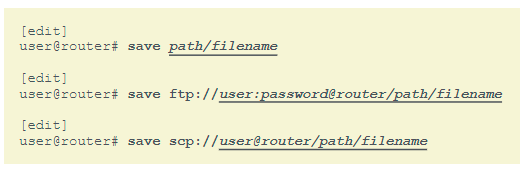 [edit]
user@router# save path/filename
[edit]
user@router# save ftp://user:password@router/path/filename
[edit]
user@router# save scp://user@router/path/filename